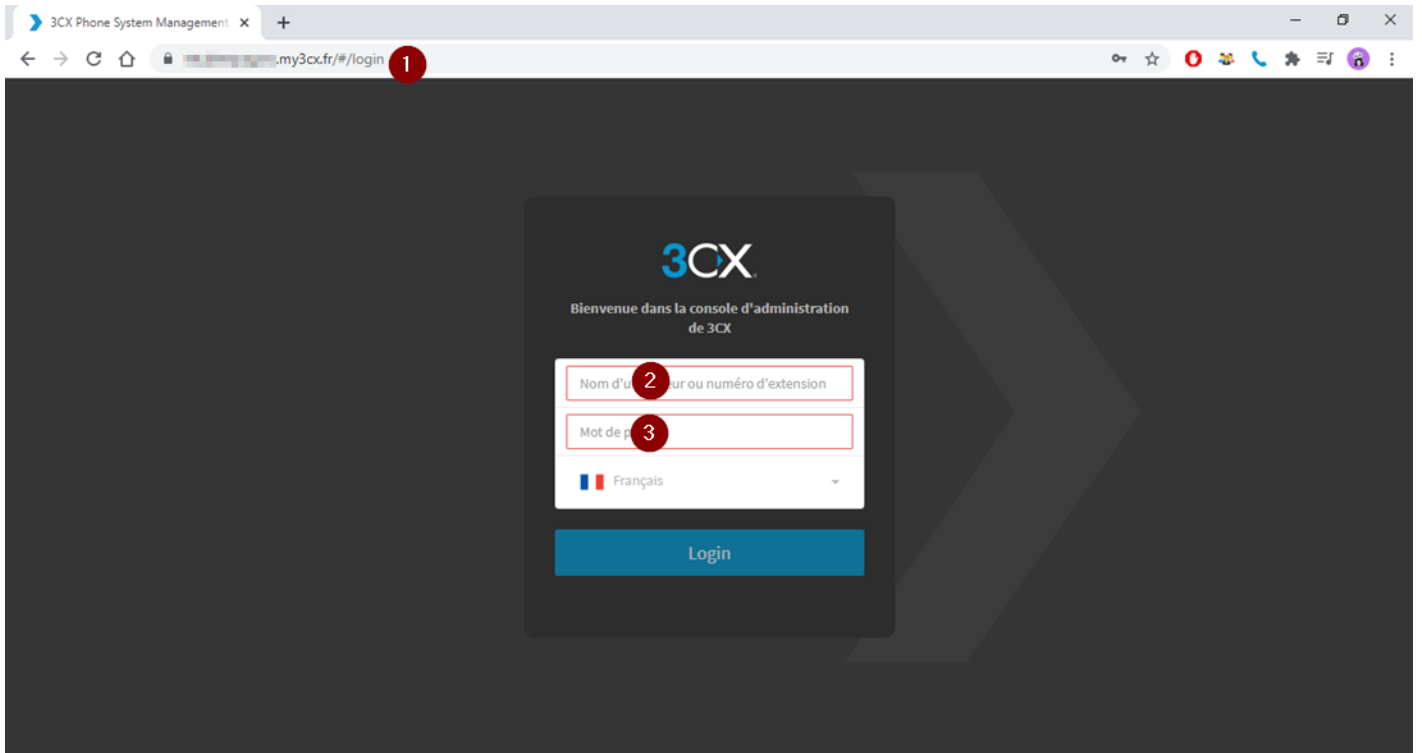 3CX Phone System Management
.my3cx.fr/#/login
1
3CX
Bienvenue dans la console d'administration
de 3CX
Nom d'u 2 eur ou numéro d'extension
Mot de p 3
Français
Login